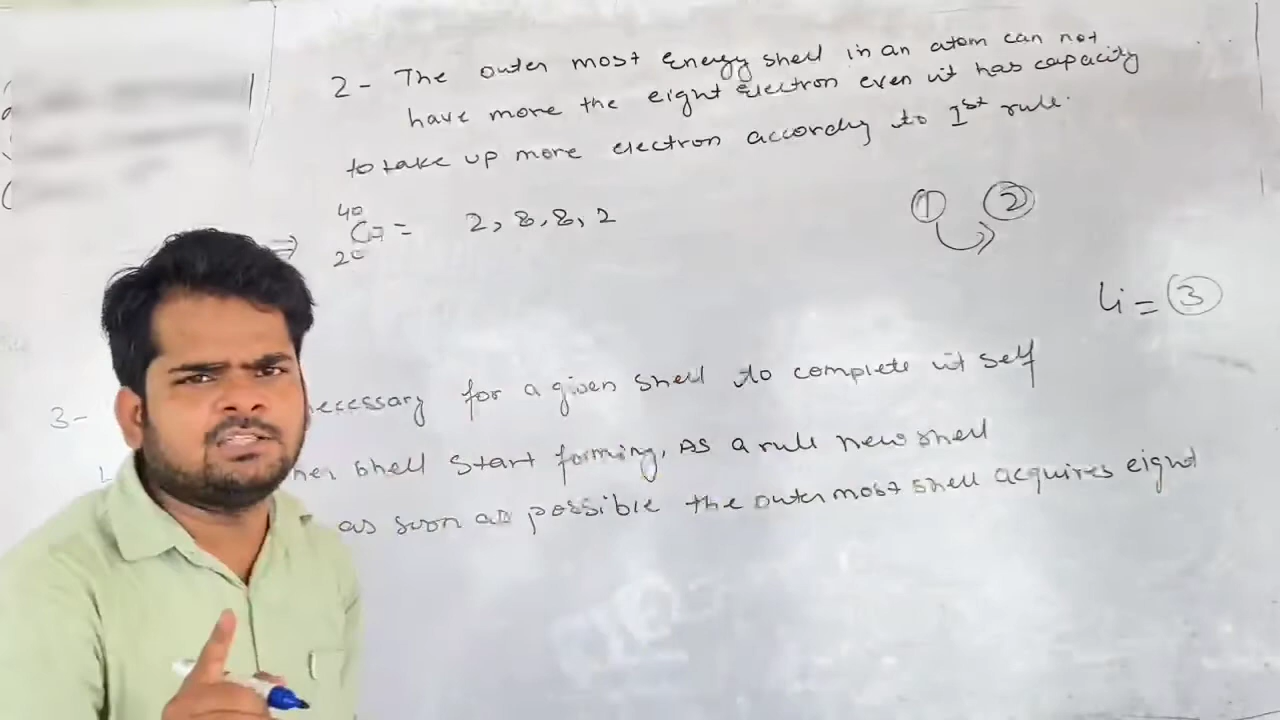 2- The outer most Energy shell in an atom can not
have more the eight electron even it has capacity
to take up more electron accordy to 1st rule.
40
Ca = 2, 8, 8, 2
20
1 2
Li = 3
3- necessary for a given shell to complete it self
shell start forming. As a rule new shell
as soon as possible the outermost shell acquires eight